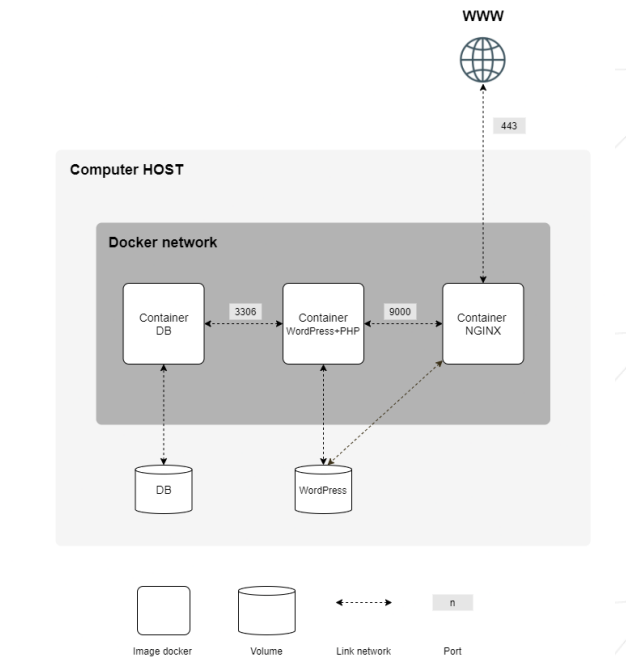 WWW
443
Computer HOST
Docker network
Container
DB
3306
Container
WordPress+PHP
9000
Container
NGINX
DB
WordPress
n
Image docker
Volume
Link network
Port